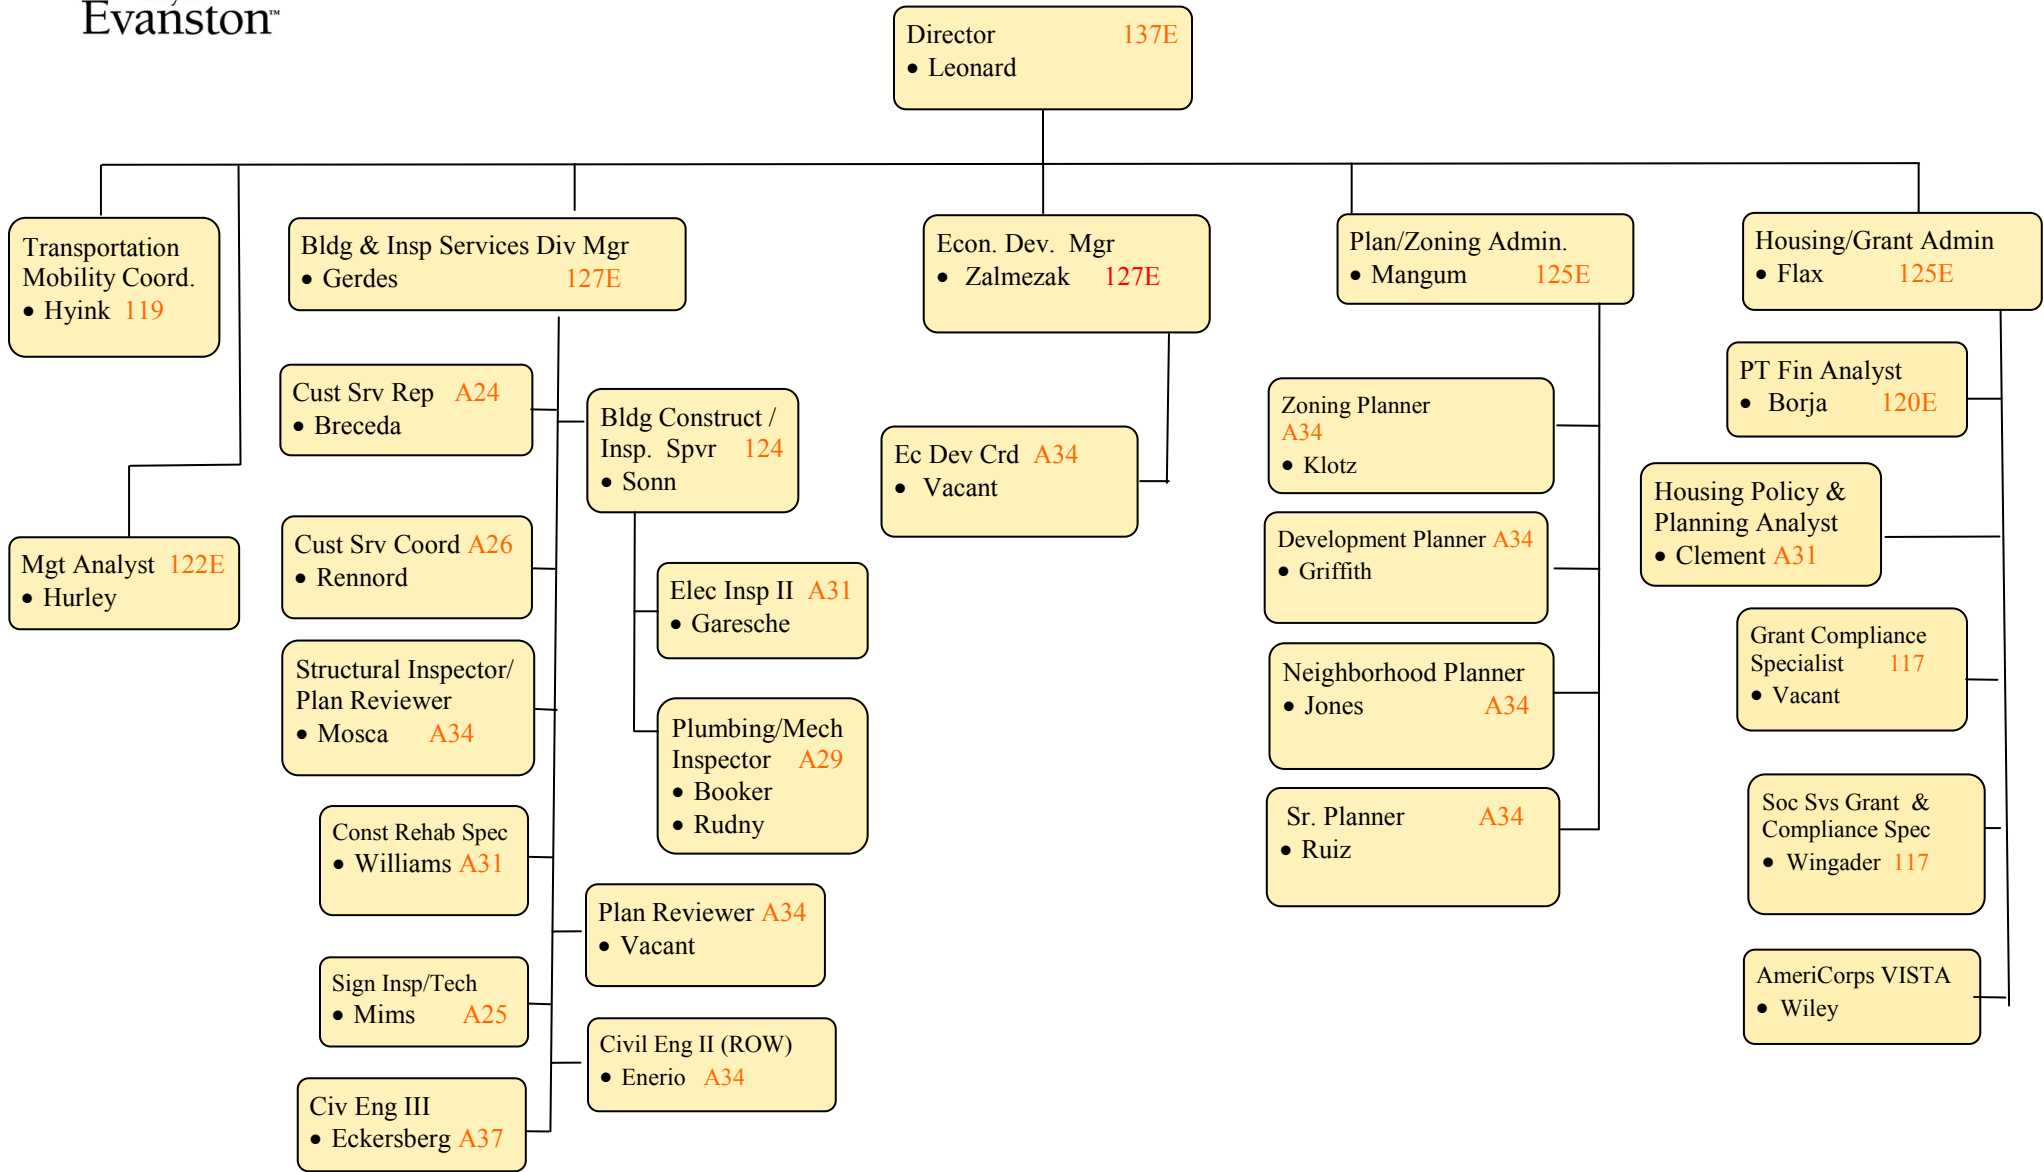 Evanston™
Director 137E
• Leonard
Transportation
Mobility Coord.
• Hyink 119
Mgt Analyst 122E
• Hurley
Bldg & Insp Services Div Mgr
• Gerdes 127E
Cust Srv Rep A24
• Breceda
Cust Srv Coord A26
• Rennord
Structural Inspector/
Plan Reviewer
• Mosca A34
Const Rehab Spec
• Williams A31
Sign Insp/Tech
• Mims A25
Civ Eng III
• Eckersberg A37
Bldg Construct /
Insp. Spvr 124
• Sonn
Elec Insp II A31
• Garesche
Plumbing/Mech
Inspector A29
• Booker
• Rudny
Plan Reviewer A34
• Vacant
Civil Eng II (ROW)
• Enerio A34
Econ. Dev. Mgr
• Zalmezak 127E
Ec Dev Crd A34
• Vacant
Plan/Zoning Admin.
• Mangum 125E
Zoning Planner
A34
• Klotz
Development Planner A34
• Griffith
Neighborhood Planner
• Jones A34
Sr. Planner A34
• Ruiz
Housing/Grant Admin
• Flax 125E
PT Fin Analyst
• Borja 120E
Housing Policy &
Planning Analyst
• Clement A31
Grant Compliance
Specialist 117
• Vacant
Soc Svs Grant &
Compliance Spec
• Wingader 117
AmeriCorps VISTA
• Wiley